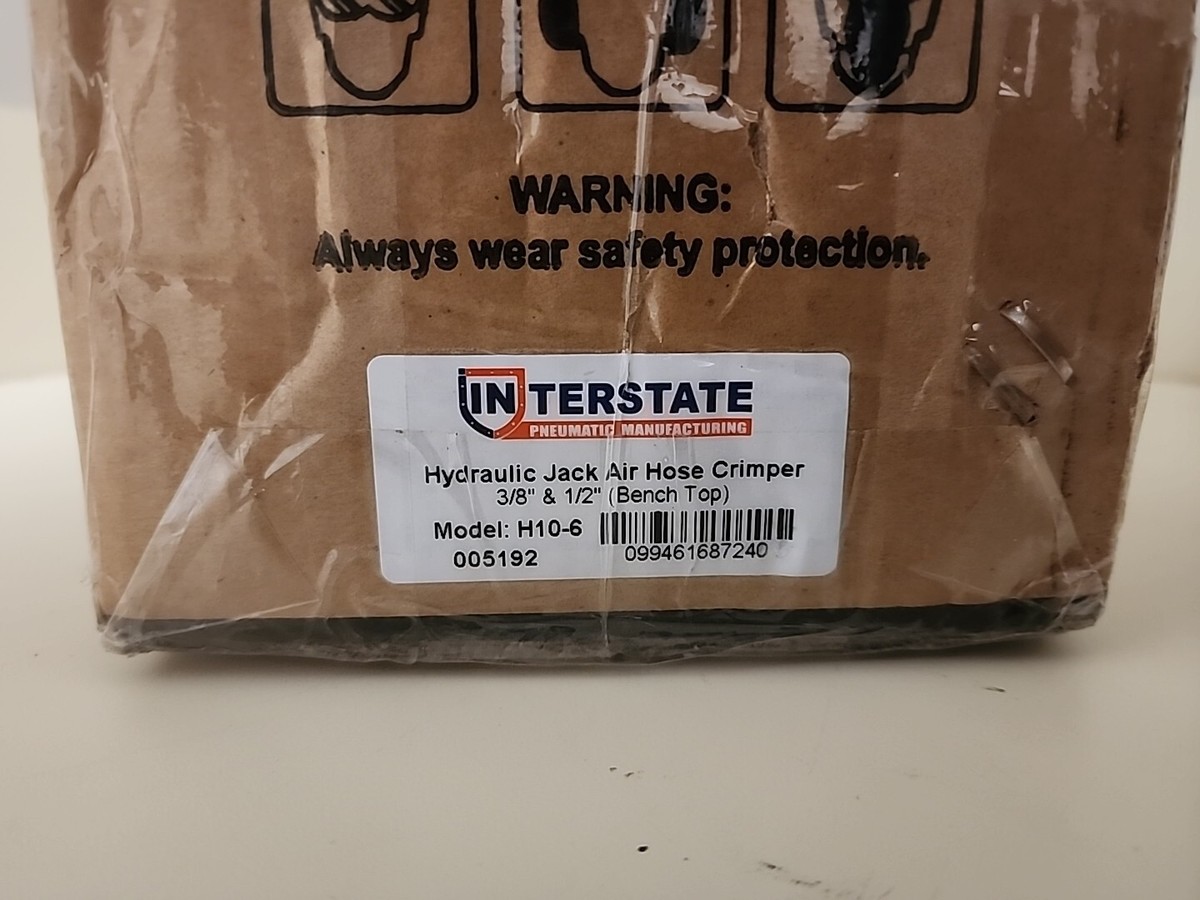 WARNING:
Always wear safety protection.
INTERSTATE
PNEUMATIC MANUFACTURING
Hydraulic Jack Air Hose Crimper
3/8" & 1/2" (Bench Top)
Model: H10-6
005192
099461687240